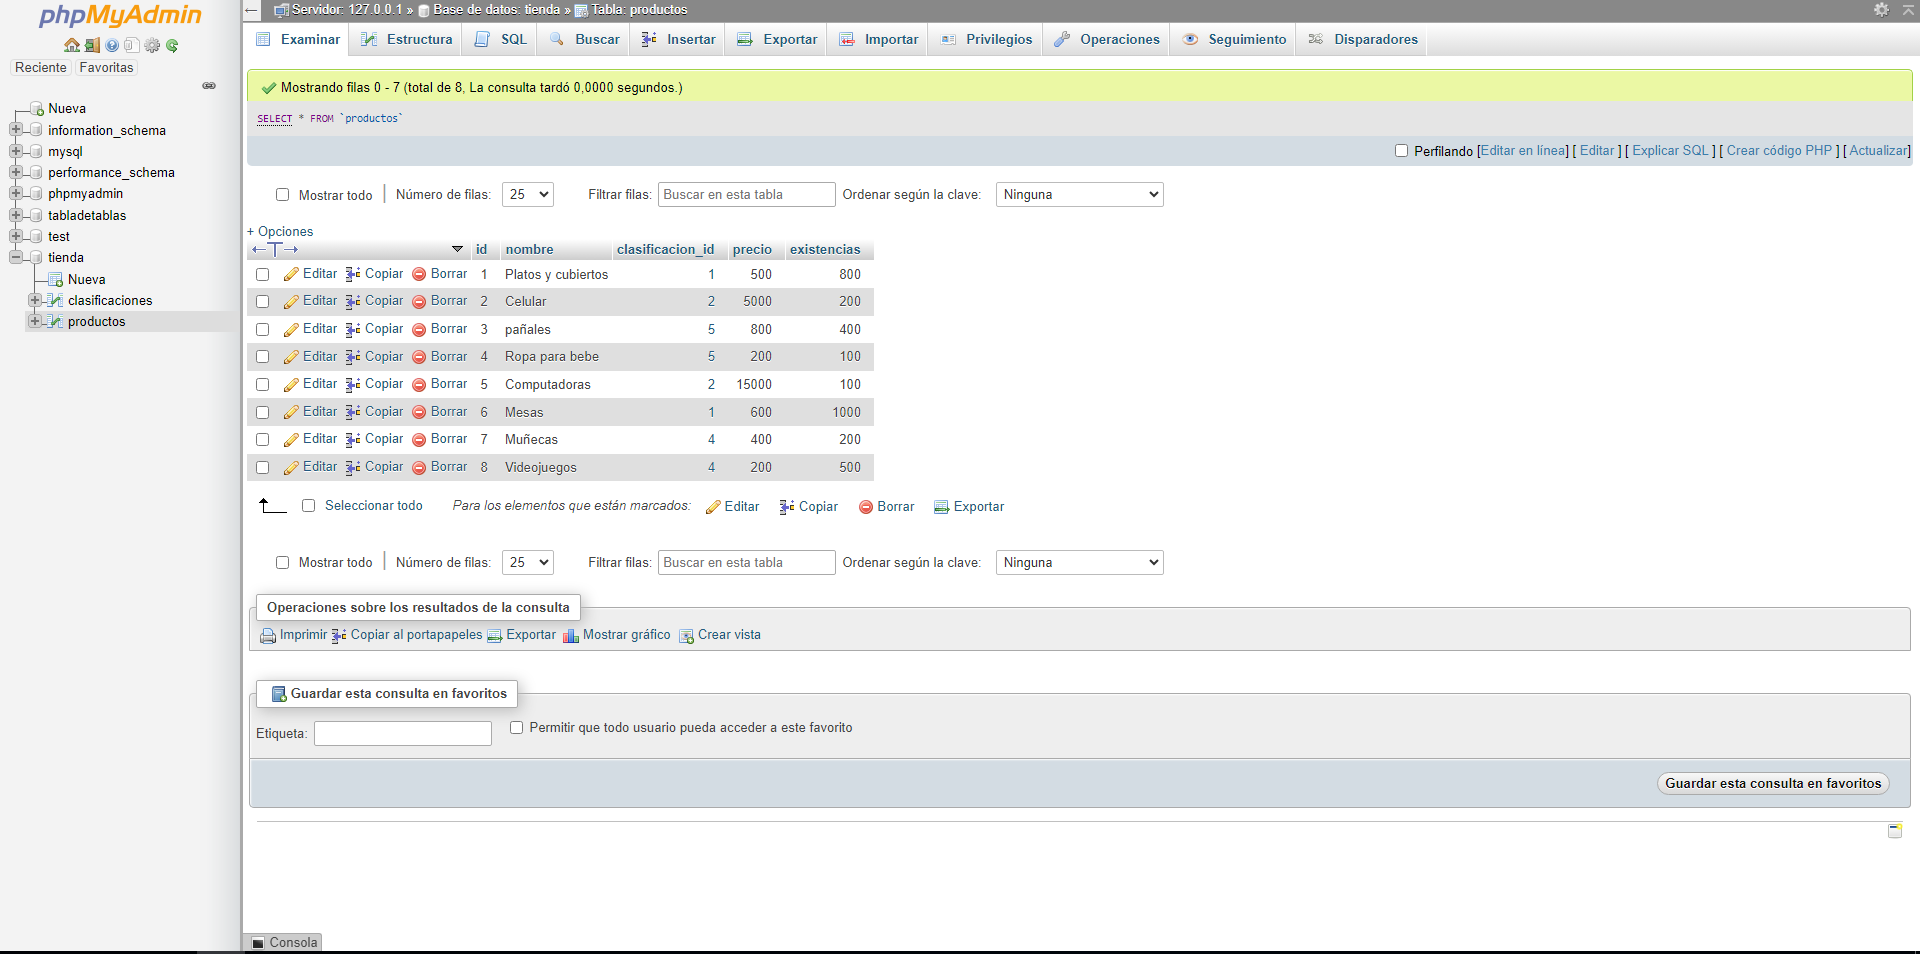 phpMyAdmin
Reciente Favoritas
Nueva
information_schema
mysql
performance_schema
phpmyadmin
tabladetablas
test
tienda
Nueva
clasificaciones
productos
← Servidor: 127.0.0.1 » Base de datos: tienda » Tabla: productos
Examinar Estructura SQL Buscar Insertar Exportar Importar Privilegios Operaciones Seguimiento Disparadores
Mostrando filas 0 - 7 (total de 8, La consulta tardó 0,0000 segundos.)
SELECT * FROM `productos`
Perfilando [Editar en línea] [ Editar ] [ Explicar SQL ] [ Crear código PHP ] [ Actualizar]
Mostrar todo | Número de filas: 25 Filtrar filas: Buscar en esta tabla Ordenar según la clave: Ninguna
+ Opciones
←T→ id nombre clasificacion_id precio existencias
Editar Copiar Borrar 1 Platos y cubiertos 1 500 800
Editar Copiar Borrar 2 Celular 2 5000 200
Editar Copiar Borrar 3 pañales 5 800 400
Editar Copiar Borrar 4 Ropa para bebe 5 200 100
Editar Copiar Borrar 5 Computadoras 2 15000 100
Editar Copiar Borrar 6 Mesas 1 600 1000
Editar Copiar Borrar 7 Muñecas 4 400 200
Editar Copiar Borrar 8 Videojuegos 4 200 500
Seleccionar todo Para los elementos que están marcados: Editar Copiar Borrar Exportar
Mostrar todo | Número de filas: 25 Filtrar filas: Buscar en esta tabla Ordenar según la clave: Ninguna
Operaciones sobre los resultados de la consulta
Imprimir Copiar al portapapeles Exportar Mostrar gráfico Crear vista
Guardar esta consulta en favoritos
Etiqueta: Permitir que todo usuario pueda acceder a este favorito
Guardar esta consulta en favoritos
Consola